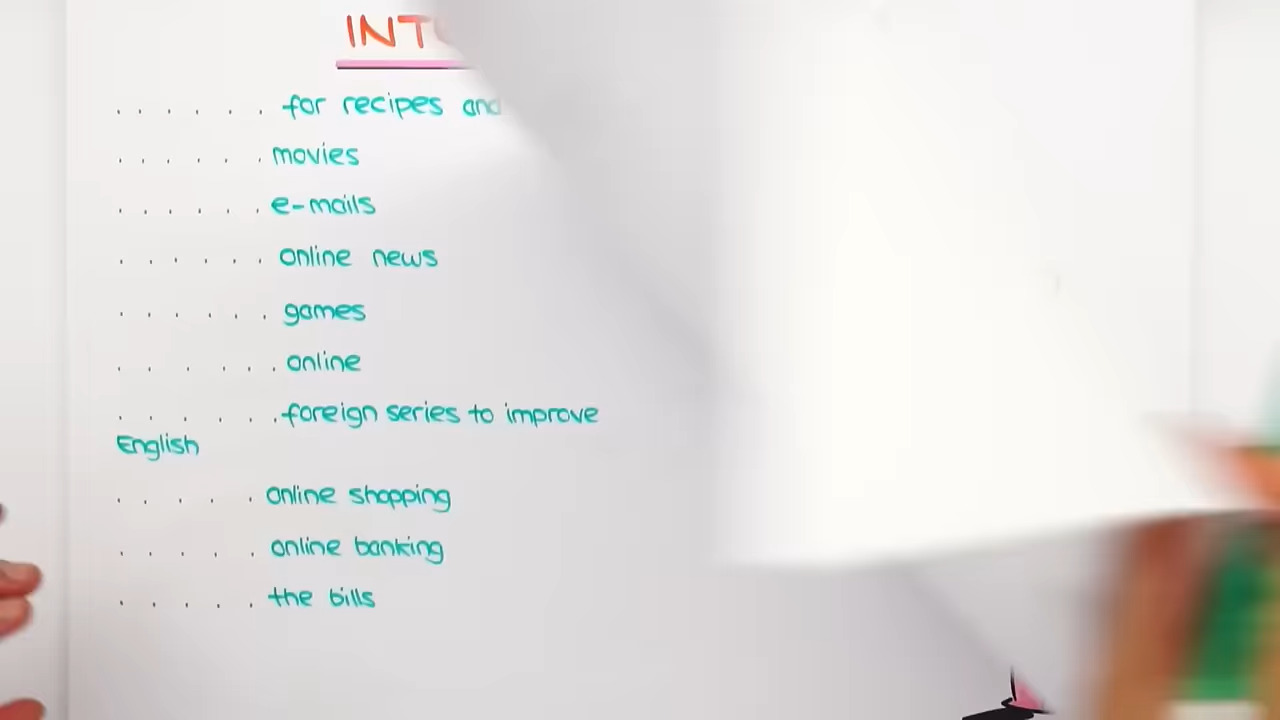 . . . . . . for recipes and
. . . . . . movies
. . . . . . e-mails
. . . . . . online news
. . . . . . games
. . . . . . online
. . . . . . foreign series to improve
English
. . . . . online shopping
. . . . . online banking
. . . . . the bills